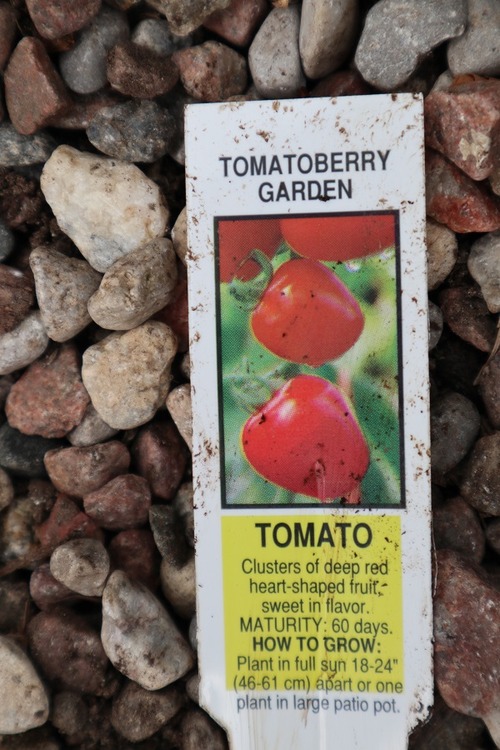 TOMATOBERRY
GARDEN
TOMATO
Clusters of deep red
heart-shaped fruit,
sweet in flavor.
MATURITY: 60 days.
HOW TO GROW:
Plant in full sun 18-24"
(46-61 cm) apart or one
plant in large patio pot.